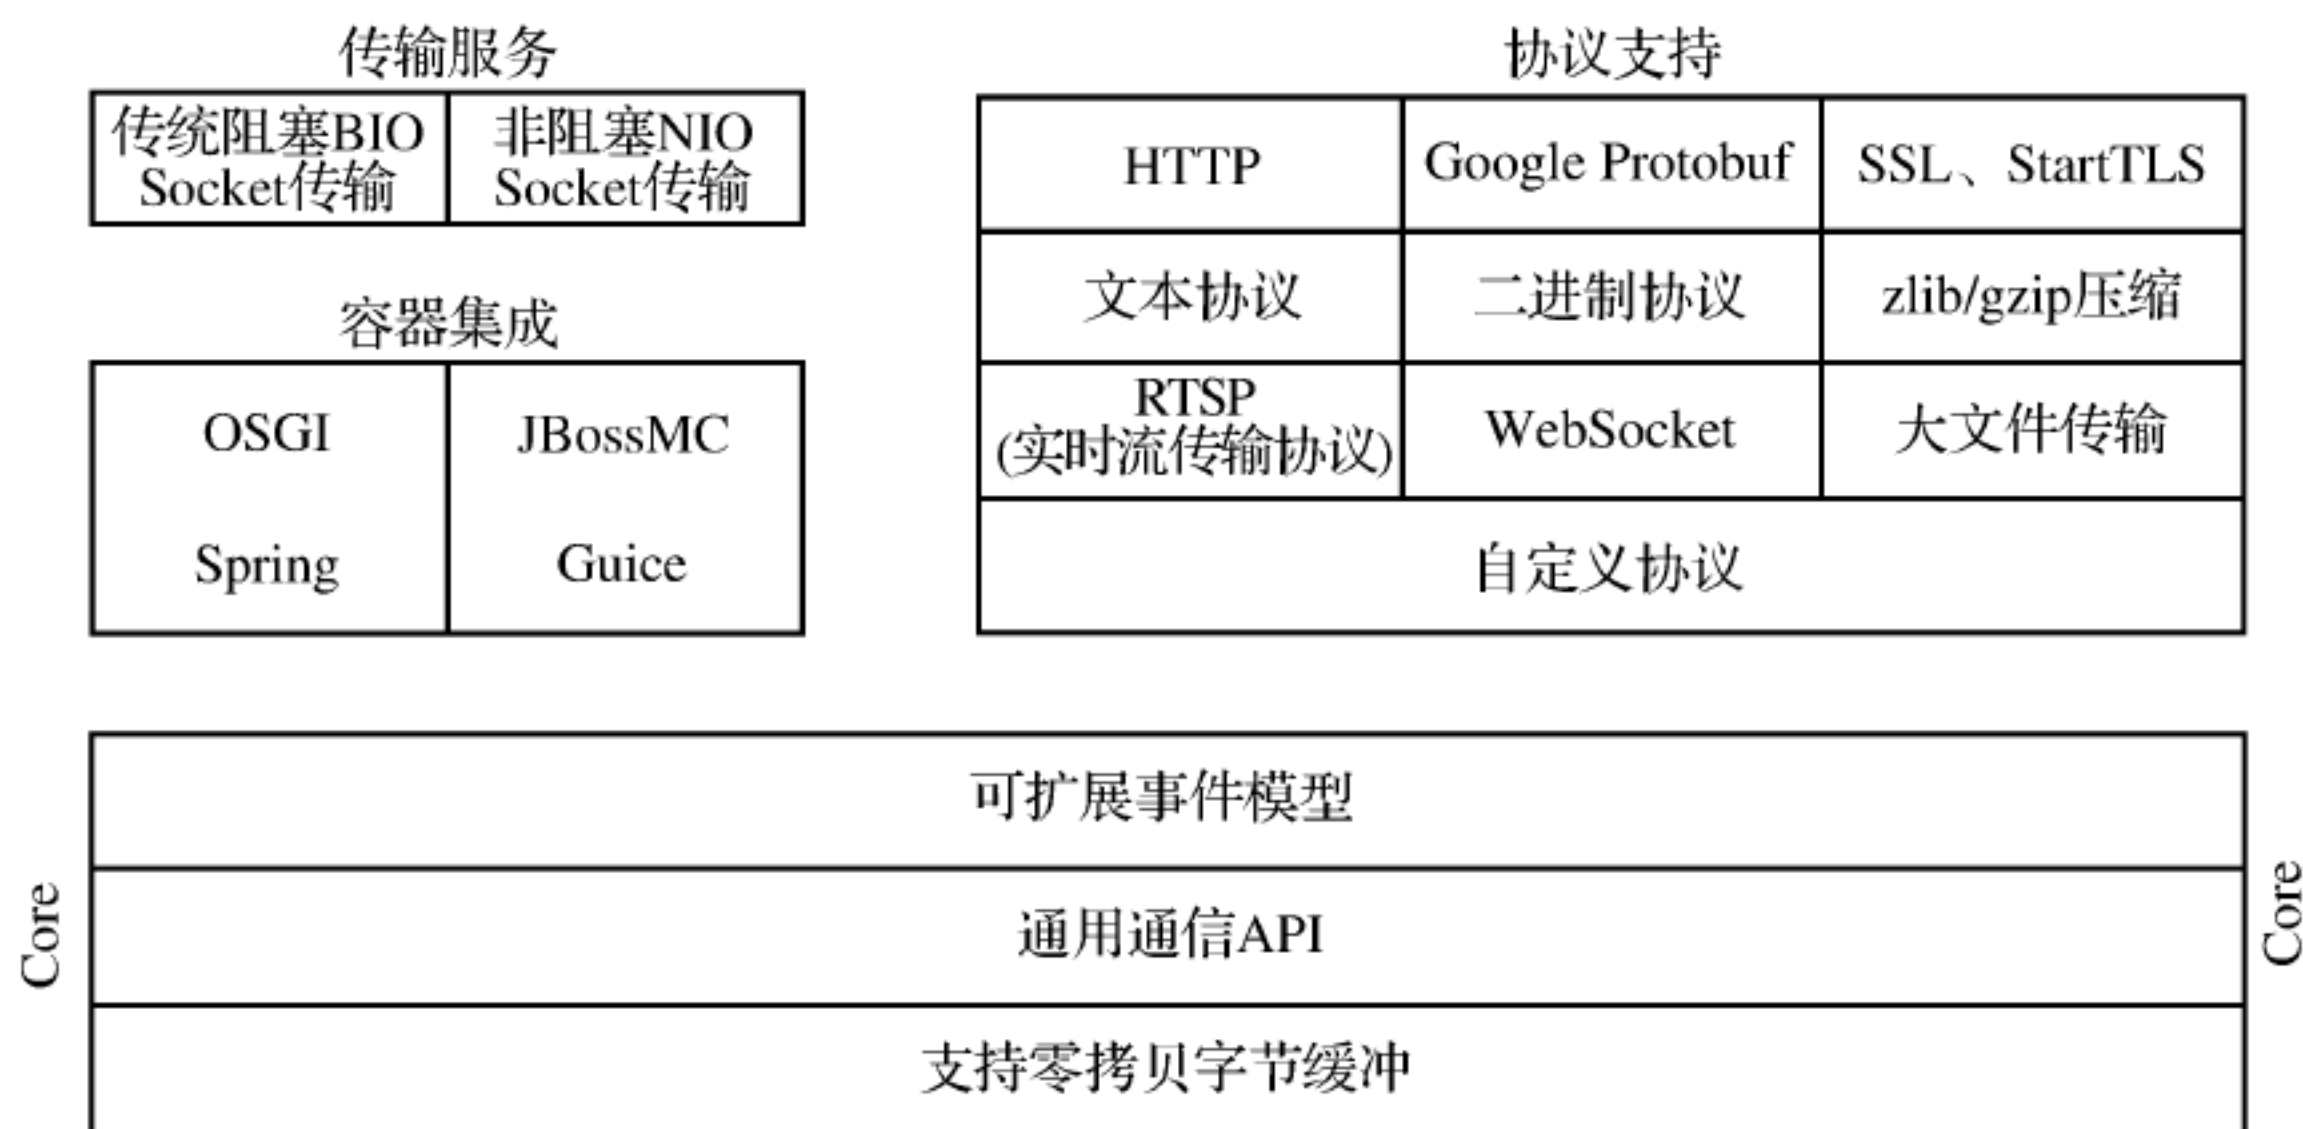 传输服务
传统阻塞BIO
Socket传输
非阻塞NIO
Socket传输
容器集成
OSGI
JBossMC
Spring
Guice
协议支持
HTTP
Google Protobuf
SSL、StartTLS
文本协议
二进制协议
zlib/gzip压缩
RTSP
(实时流传输协议)
WebSocket
大文件传输
自定义协议
Core
可扩展事件模型
通用通信API
支持零拷贝字节缓冲
Core